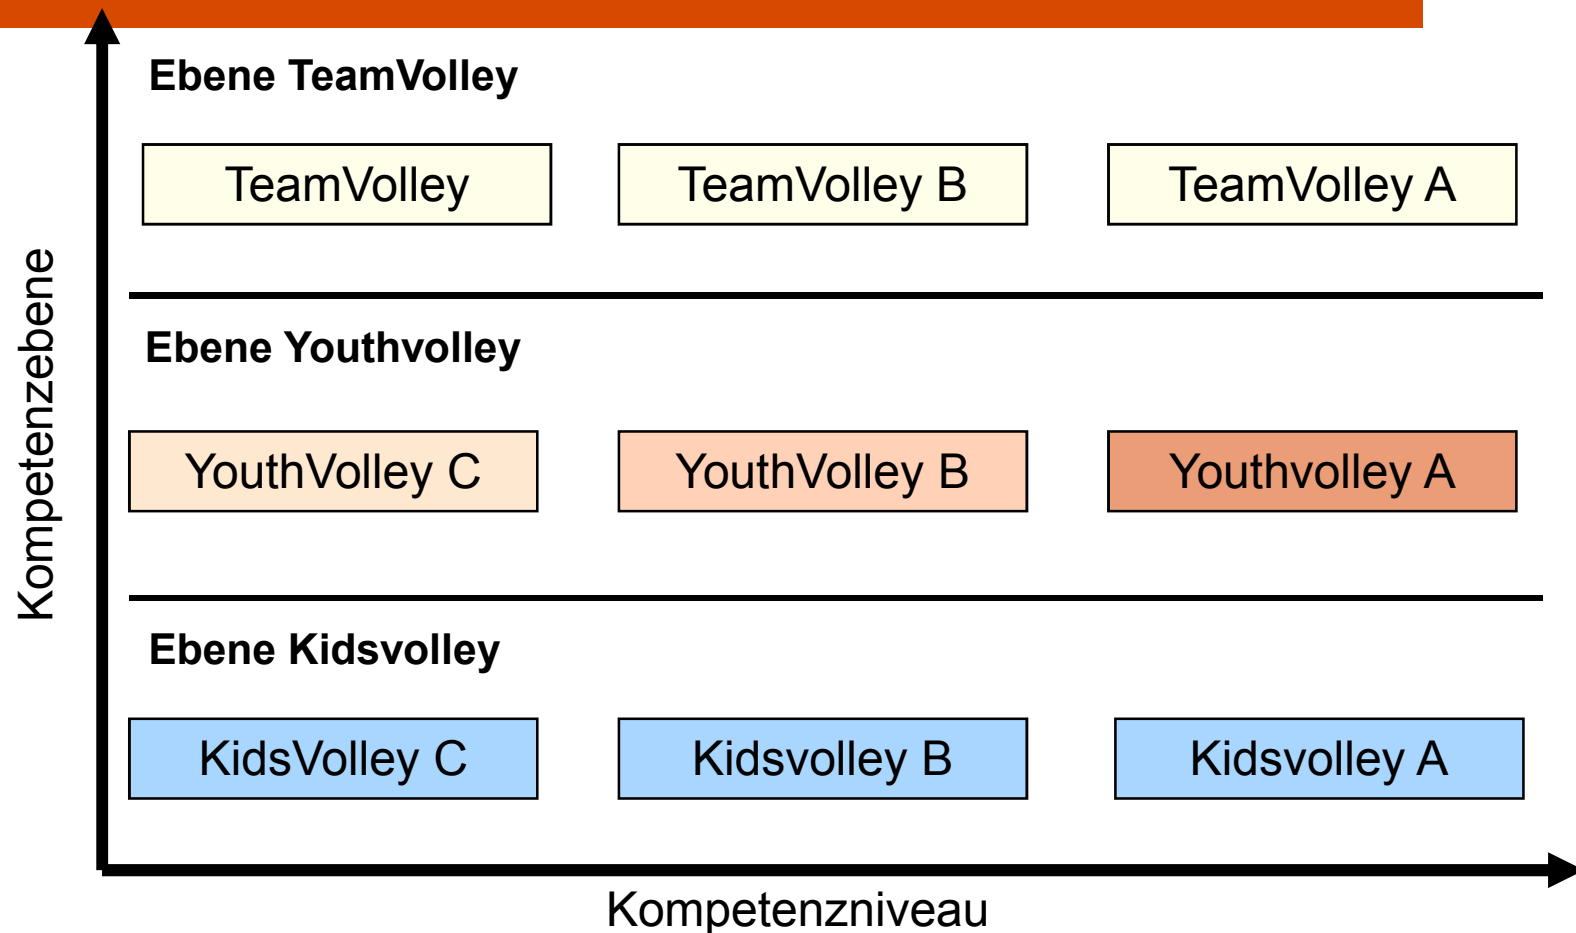 Ebene TeamVolley
TeamVolley
TeamVolley B
TeamVolley A
Kompetenzebene
Ebene Youthvolley
YouthVolley C
YouthVolley B
Youthvolley A
Ebene Kidsvolley
KidsVolley C
Kidsvolley B
Kidsvolley A
Kompetenzniveau